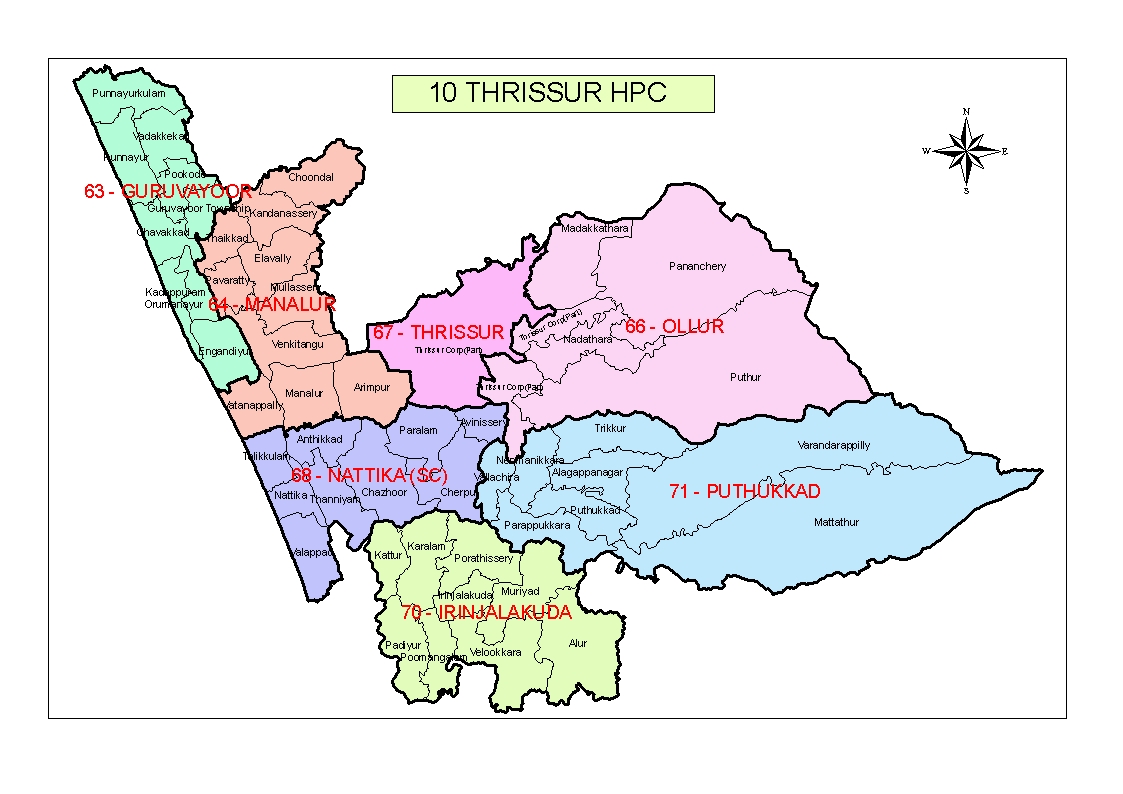 10 THRISSUR HPC
N
W
E
S
Punnayurkulam
Vadakkekad
Punnayur
Pookode
63 - GURUVAYOOR
Guruvayoor Township
Chavakkad
Kadappuram
Orumanayur
Engandiyur
Choondal
Kandanassery
Thaikkad
Elavally
Pavaratty
Mullassery
64 - MANALUR
Venkitangu
Manalur
Arimpur
Vatanappally
67 - THRISSUR
Thrissur Corp(Part)
Madakkathara
Pananchery
Thrissur Corp(Part)
66 - OLLUR
Nadathara
Puthur
Thrissur Corp(Part)
Avinissery
Paralam
Anthikkad
Talikkulam
68 - NATTIKA (SC)
Nattika
Thanniyam
Chazhoor
Cherpu
Valappad
Trikkur
Varandarappilly
Nenmanikkara
Vallachira
Alagappanagar
71 - PUTHUKKAD
Puthukkad
Parappukkara
Mattathur
Kattur
Karalam
Porathissery
Irinjalakuda
Muriyad
70 - IRINJALAKUDA
Padiyur
Poomangalam
Velookkara
Alur